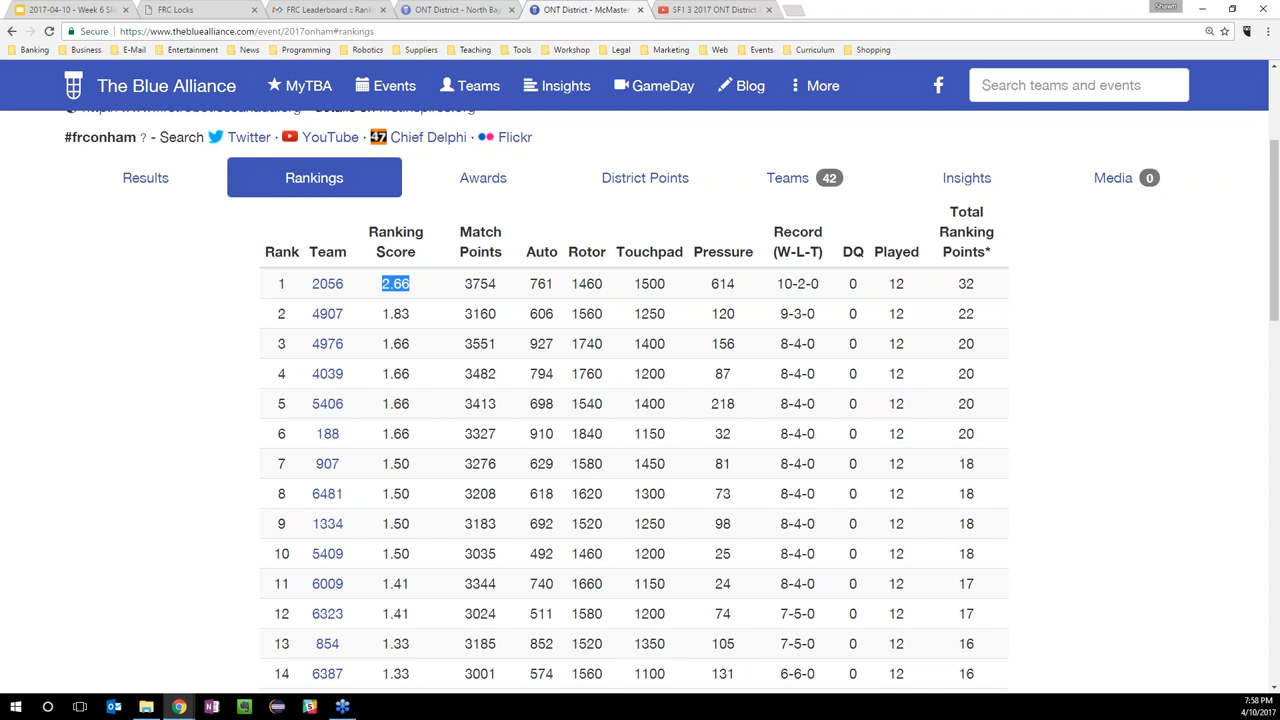 2017-04-10 - Week 6 Sli
FRC Locks
FRC Leaderboard :: Rank
ONT District - North Bay
ONT District - McMaster
SF1 3 2017 ONT District
Shawn
Secure https://www.thebluealliance.com/event/2017onham#rankings
Banking Business E-Mail Entertainment News Programming Robotics Suppliers Teaching Tools Workshop Legal Marketing Web Events Curriculum Shopping
The Blue Alliance MyTBA Events Teams Insights GameDay Blog More Search teams and events
#frconham ? - Search Twitter · YouTube · 47 Chief Delphi · Flickr
Results Rankings Awards District Points Teams 42 Insights Media 0
Rank Team Ranking Score Match Points Auto Rotor Touchpad Pressure Record (W-L-T) DQ Played Total Ranking Points*
1 2056 2.66 3754 761 1460 1500 614 10-2-0 0 12 32
2 4907 1.83 3160 606 1560 1250 120 9-3-0 0 12 22
3 4976 1.66 3551 927 1740 1400 156 8-4-0 0 12 20
4 4039 1.66 3482 794 1760 1200 87 8-4-0 0 12 20
5 5406 1.66 3413 698 1540 1400 218 8-4-0 0 12 20
6 188 1.66 3327 910 1840 1150 32 8-4-0 0 12 20
7 907 1.50 3276 629 1580 1450 81 8-4-0 0 12 18
8 6481 1.50 3208 618 1620 1300 73 8-4-0 0 12 18
9 1334 1.50 3183 692 1520 1250 98 8-4-0 0 12 18
10 5409 1.50 3035 492 1460 1200 25 8-4-0 0 12 18
11 6009 1.41 3344 740 1660 1150 24 8-4-0 0 12 17
12 6323 1.41 3024 511 1580 1200 74 7-5-0 0 12 17
13 854 1.33 3185 852 1520 1350 105 7-5-0 0 12 16
14 6387 1.33 3001 574 1560 1100 131 6-6-0 0 12 16
7:58 PM
4/10/2017